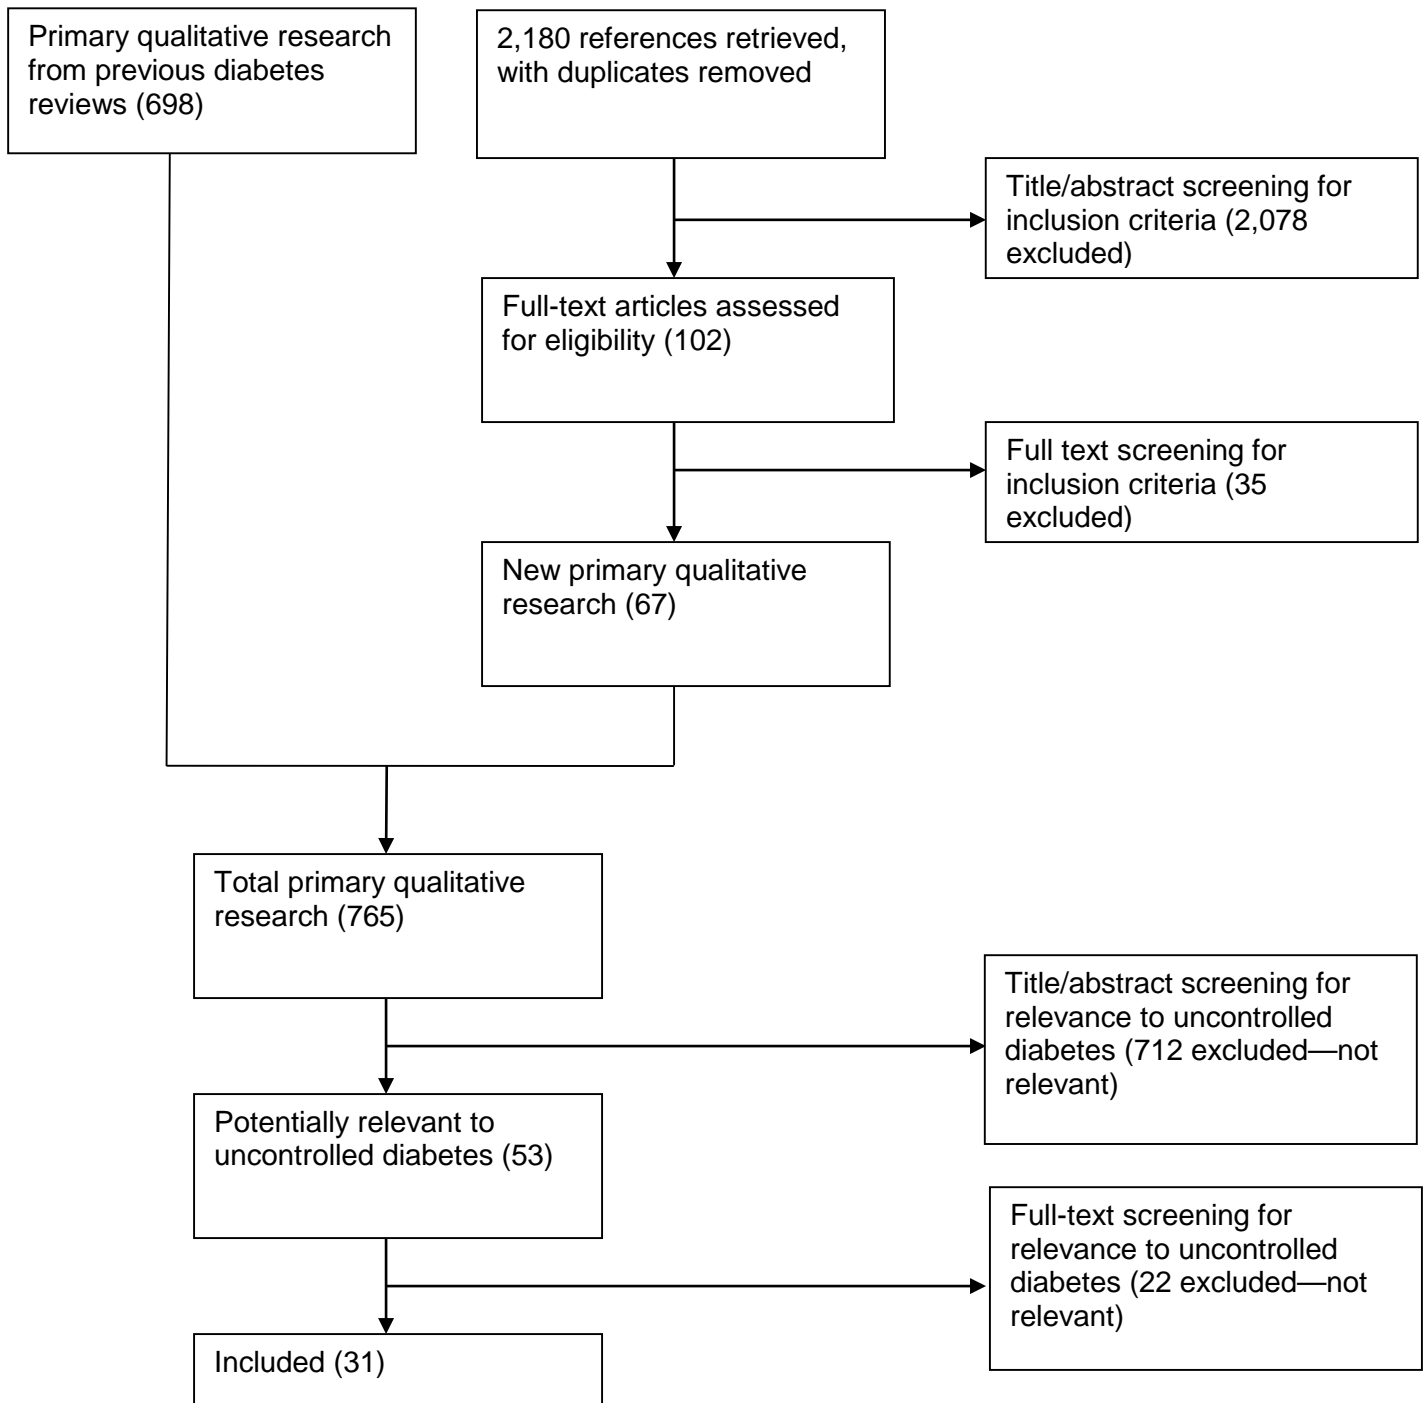 Primary qualitative research
from previous diabetes
reviews (698)
2,180 references retrieved,
with duplicates removed
Title/abstract screening for
inclusion criteria (2,078
excluded)
Full-text articles assessed
for eligibility (102)
Full text screening for
inclusion criteria (35
excluded)
New primary qualitative
research (67)
Total primary qualitative
research (765)
Title/abstract screening for
relevance to uncontrolled
diabetes (712 excluded—not
relevant)
Potentially relevant to
uncontrolled diabetes (53)
Full-text screening for
relevance to uncontrolled
diabetes (22 excluded—not
relevant)
Included (31)